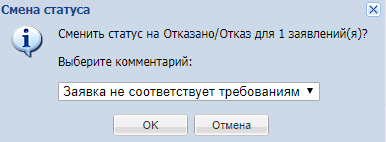 Смена статуса
Сменить статус на Отказано/Отказ для 1 заявлений(я)?
Выберите комментарий:
Заявка не соответствует требованиям
OK
Отмена